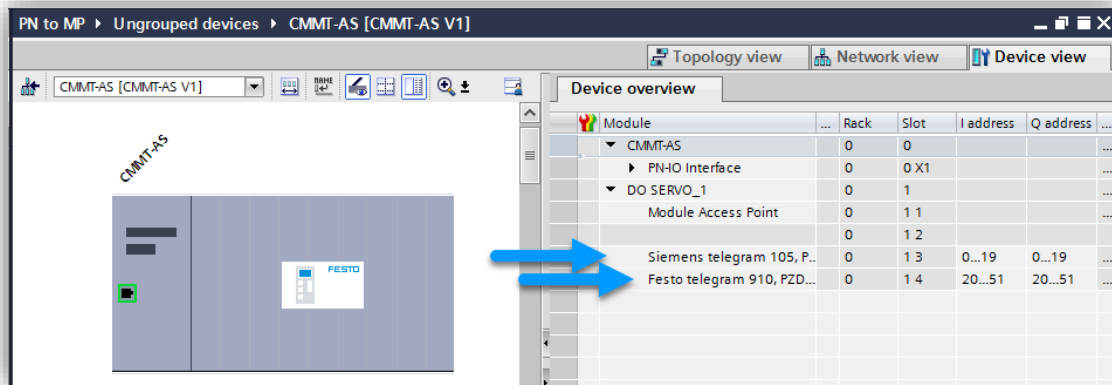 PN to MP ▸ Ungrouped devices ▸ CMMT-AS [CMMT-AS V1]
Topology view Network view Device view
CMMT-AS [CMMT-AS V1]
NAME
Device overview
Module ... Rack Slot I address Q address ...
CMMT-AS 0 0 ...
PN-IO Interface 0 0 X1 ...
DO SERVO_1 0 1 ...
Module Access Point 0 1 1 ...
0 1 2
Siemens telegram 105, P.. 0 1 3 0...19 0...19 ...
Festo telegram 910, PZD... 0 1 4 20...51 20...51 ...
CMMT-AS
FESTO